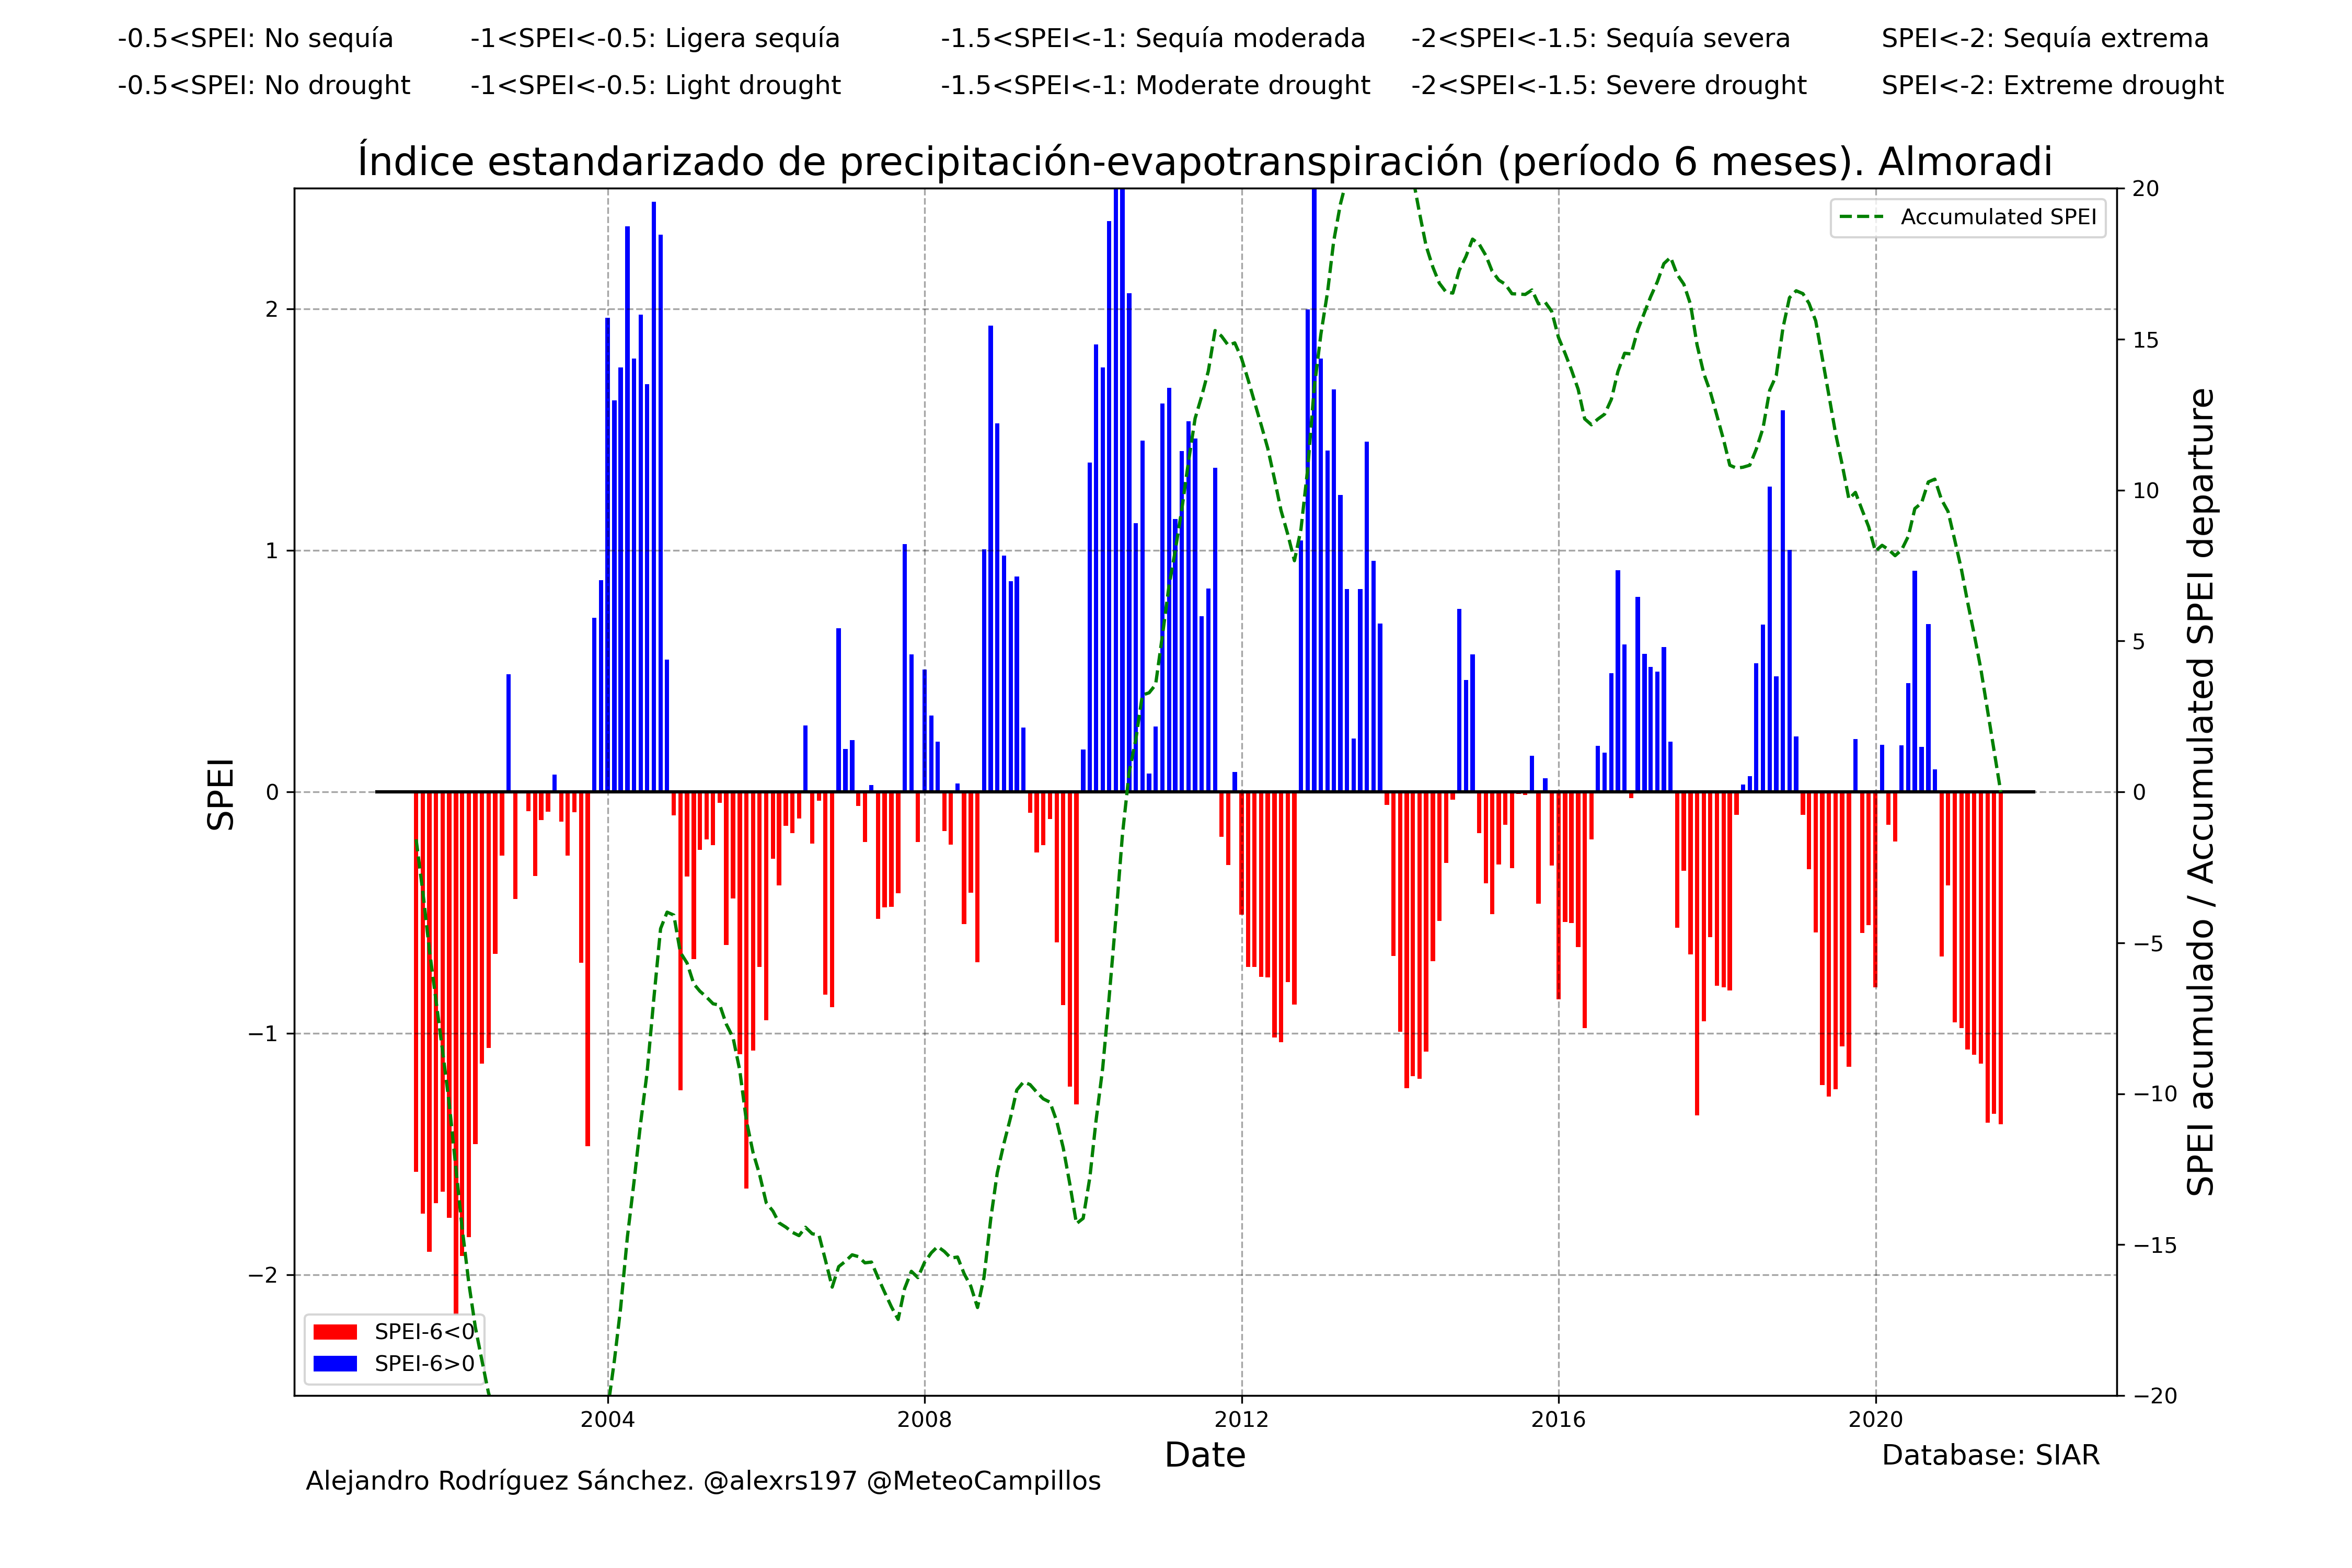 -0.5<SPEI: No sequía -1<SPEI<-0.5: Ligera sequía -1.5<SPEI<-1: Sequía moderada -2<SPEI<-1.5: Sequía severa SPEI<-2: Sequía extrema
-0.5<SPEI: No drought -1<SPEI<-0.5: Light drought -1.5<SPEI<-1: Moderate drought -2<SPEI<-1.5: Severe drought SPEI<-2: Extreme drought
Índice estandarizado de precipitación-evapotranspiración (período 6 meses). Almoradi
Accumulated SPEI
SPEI
2
1
0
−1
−2
20
15
10
5
0
−5
−10
−15
−20
SPEI acumulado / Accumulated SPEI departure
SPEI-6<0
SPEI-6>0
2004 2008 2012 2016 2020
Date
Database: SIAR
Alejandro Rodríguez Sánchez. @alexrs197 @MeteoCampillos